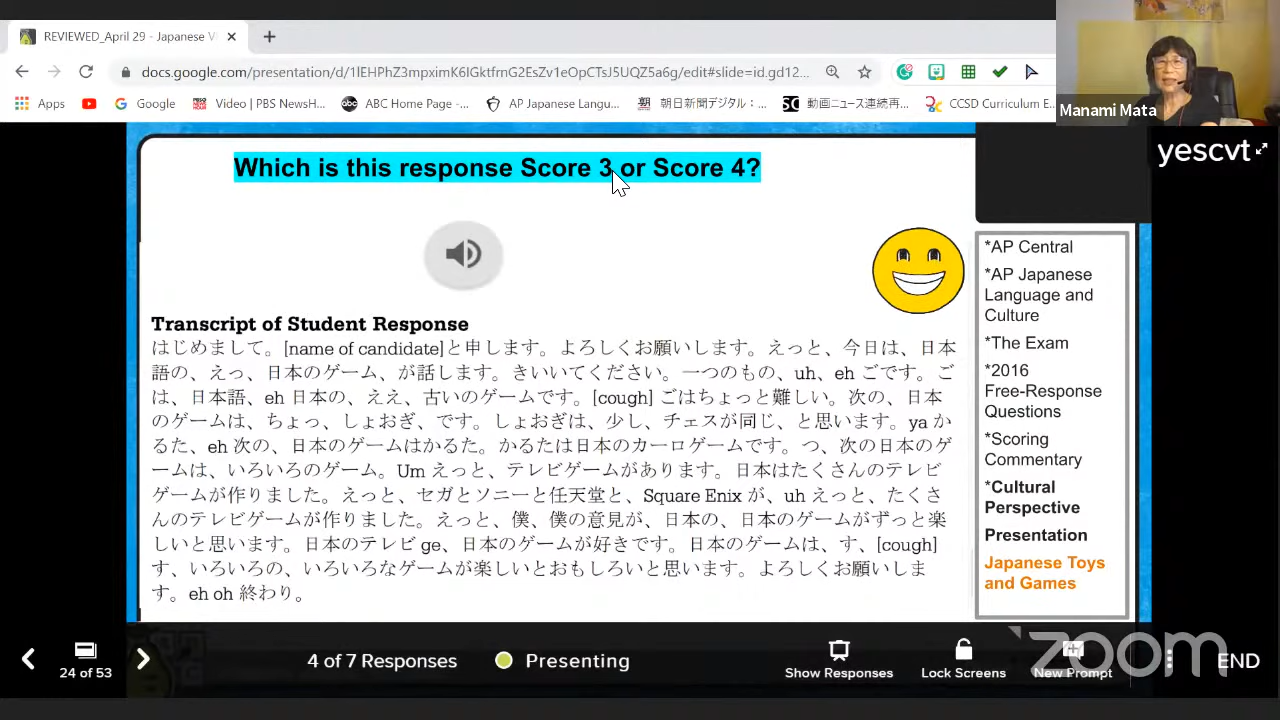 REVIEWED_April 29 - Japanese V
docs.google.com/presentation/d/
Apps
Google
Video | PBS NewsH...
abc
ABC Home Page -...
AP Japanese Langu...
朝日新聞デジタル：...
SC
動画ニュース連続再...
CCSD Curriculum E...
Manami Mata
yescvt
Which is this response Score 3 or Score 4?
Transcript of Student Response
はじめまして。[name of candidate]と申します。よろしくお願いします。えっと、今日は、日本
語の、えっ、日本のゲーム、が話します。きいいてください。一つのもの、uh、eh ごです。ご
は、日本語、eh 日本の、ええ、古いのゲームです。[cough] ごはちょっと難しい。次の、日本
のゲームは、ちょっ、しょおぎ、です。しょおぎは、少し、チェスが同じ、と思います。ya か
るた、eh 次の、日本のゲームはかるた。かるたは日本のカーロゲームです。つ、次の日本のゲ
ームは、いろいろのゲーム。Um えっと、テレビゲームがあります。日本はたくさんのテレビ
ゲームが作りました。えっと、セガとソニーと任天堂と、Square Enix が、uh えっと、たくさ
んのテレビゲームが作りました。えっと、僕、僕の意見が、日本の、日本のゲームがずっと楽
しいと思います。日本のテレビ ge、日本のゲームが好きです。日本のゲームは、す、[cough]
す、いろいろの、いろいろなゲームが楽しいとおもしろいと思います。よろしくお願いしま
す。eh oh 終わり。
*AP Central
*AP Japanese
Language and
Culture
*The Exam
*2016
Free-Response
Questions
*Scoring
Commentary
*Cultural
Perspective
Presentation
Japanese Toys
and Games
24 of 53
4 of 7 Responses
Presenting
Show Responses
Lock Screens
New Prompt
END
zoom